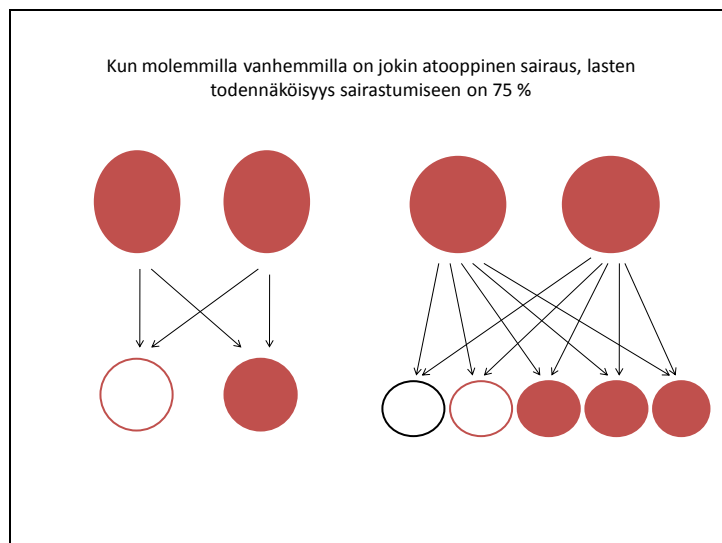 Kun molemmilla vanhemmilla on jokin atooppinen sairaus, lasten
todennäköisyys sairastumiseen on 75 %